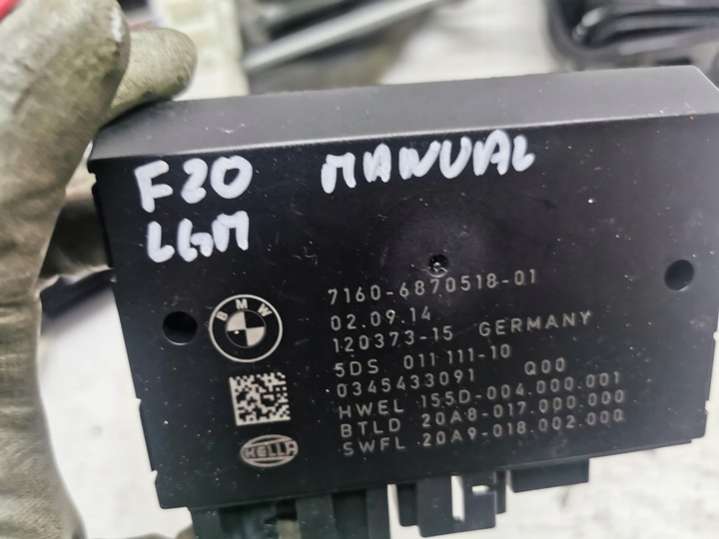 F20 MANUAL
LGM
7160-6870518-01
02.09.14
120373-15 GERMANY
5DS 011 111-10
0345433091 Q00
HWEL 155D-004.000.001
BTLD 20A8-017.000.000
SWFL 20A9-018.002.000
BMW
HELLA